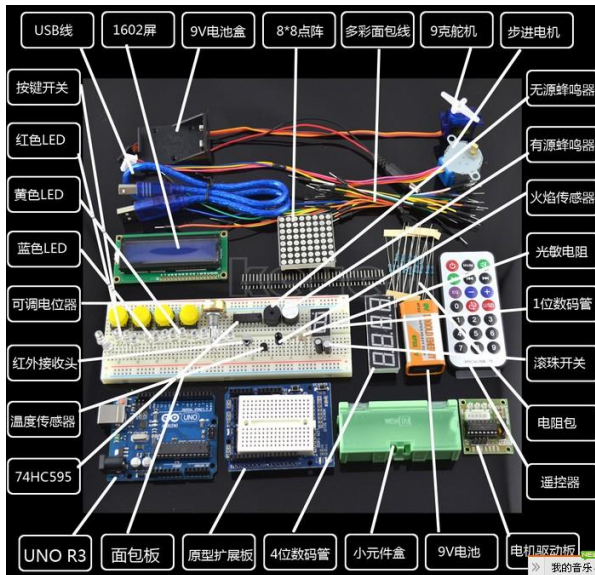 USB线
1602屏
9V电池盒
8*8点阵
多彩面包线
9克舵机
步进电机
按键开关
无源蜂鸣器
红色LED
有源蜂鸣器
黄色LED
火焰传感器
蓝色LED
光敏电阻
可调电位器
1位数码管
红外接收头
滚珠开关
温度传感器
电阻包
74HC595
遥控器
UNO
UNO R3
面包板
原型扩展板
4位数码管
小元件盒
9V电池
电机驱动板
我的音乐